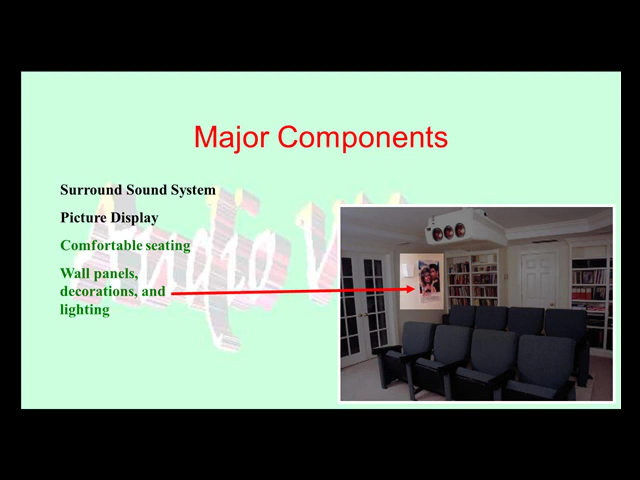 Major Components
Surround Sound System
Picture Display
Comfortable seating
Wall panels,
decorations, and
lighting